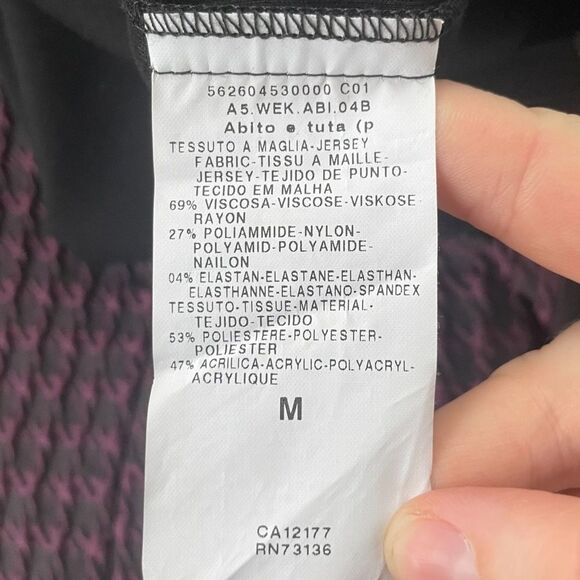 562604530000 C01
A5.WEK.ABI.04B
Abito e tuta (p
TESSUTO A MAGLIA-JERSEY
FABRIC-TISSU A MAILLE-
JERSEY-TEJIDO DE PUNTO-
TECIDO EM MALHA
69% VISCOSA-VISCOSE-VISKOSE-
RAYON
27% POLIAMMIDE-NYLON-
POLYAMID-POLYAMIDE-
NAILON
04% ELASTAN-ELASTANE-ELASTHAN-
ELASTHANNE-ELASTANO-SPANDEX
TESSUTO-TISSUE-MATERIAL-
TEJIDO-TECIDO
53% POLIESTERE-POLYESTER-
POLIESTER
47% ACRILICA-ACRYLIC-POLYACRYL-
ACRYLIQUE
M
CA12177
RN73136